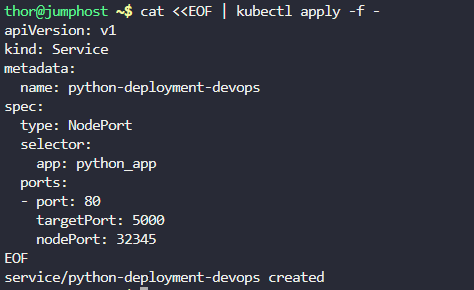 thor@jumphost ~$ cat <<EOF | kubectl apply -f -
apiVersion: v1
kind: Service
metadata:
  name: python-deployment-devops
spec:
  type: NodePort
  selector:
    app: python_app
  ports:
  - port: 80
    targetPort: 5000
    nodePort: 32345
EOF
service/python-deployment-devops created